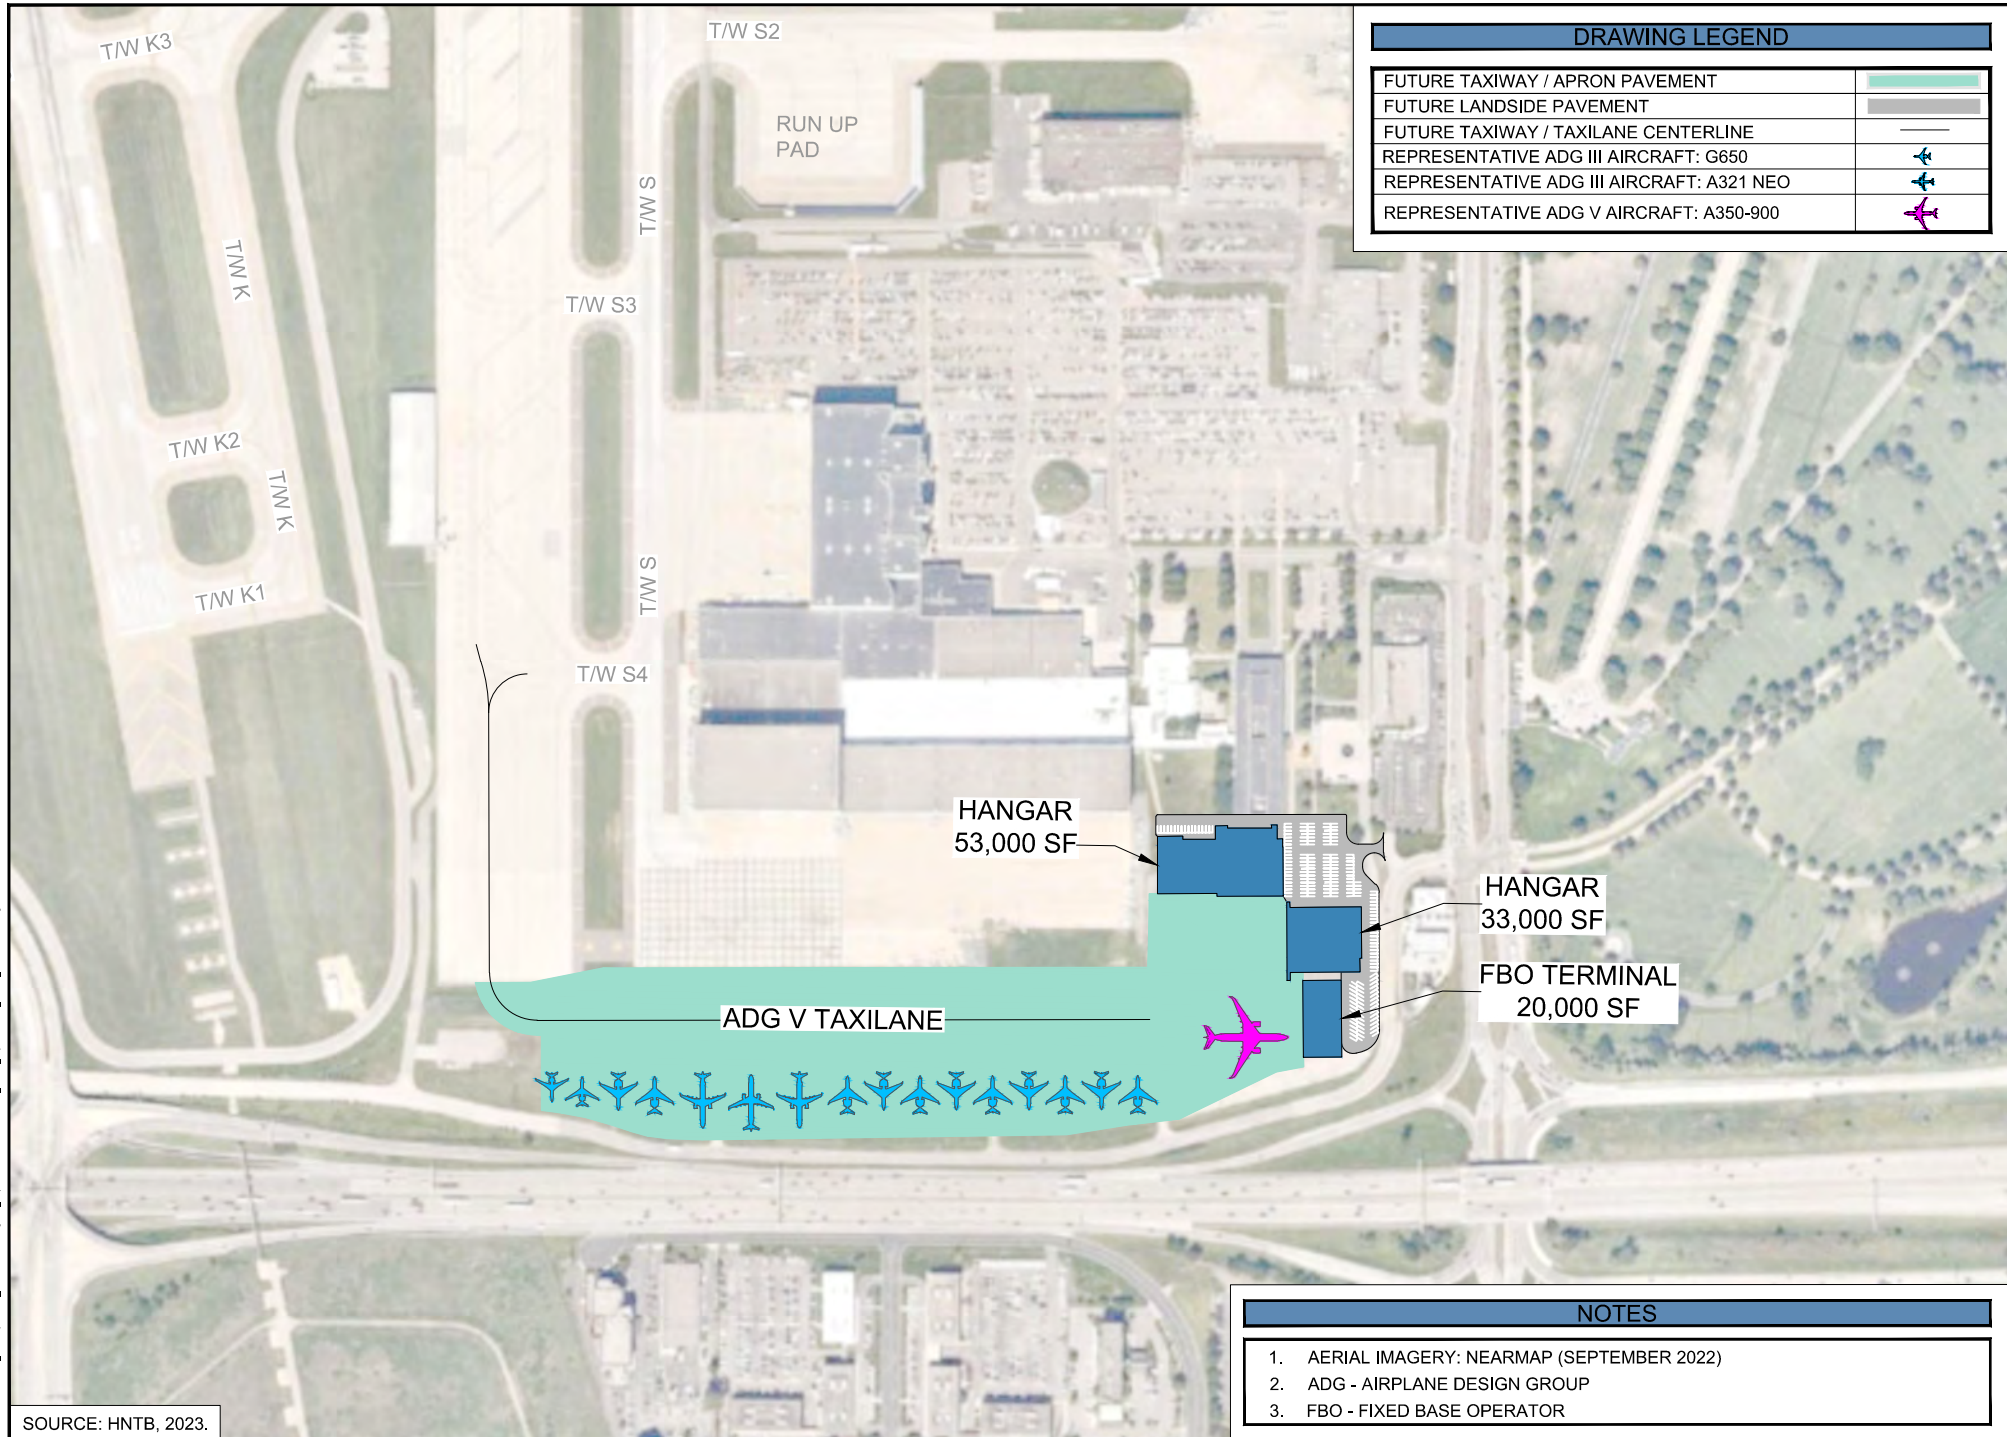 T/W K3
T/W S2
RUN UP
PAD
T/W S
T/W K
T/W S3
T/W K2
T/W K
T/W S
T/W K1
T/W S4
DRAWING LEGEND
FUTURE TAXIWAY / APRON PAVEMENT
FUTURE LANDSIDE PAVEMENT
FUTURE TAXIWAY / TAXILANE CENTERLINE
REPRESENTATIVE ADG III AIRCRAFT: G650
REPRESENTATIVE ADG III AIRCRAFT: A321 NEO
REPRESENTATIVE ADG V AIRCRAFT: A350-900
HANGAR
53,000 SF
HANGAR
33,000 SF
FBO TERMINAL
20,000 SF
ADG V TAXILANE
NOTES
1. AERIAL IMAGERY: NEARMAP (SEPTEMBER 2022)
2. ADG - AIRPLANE DESIGN GROUP
3. FBO - FIXED BASE OPERATOR
SOURCE: HNTB, 2023.